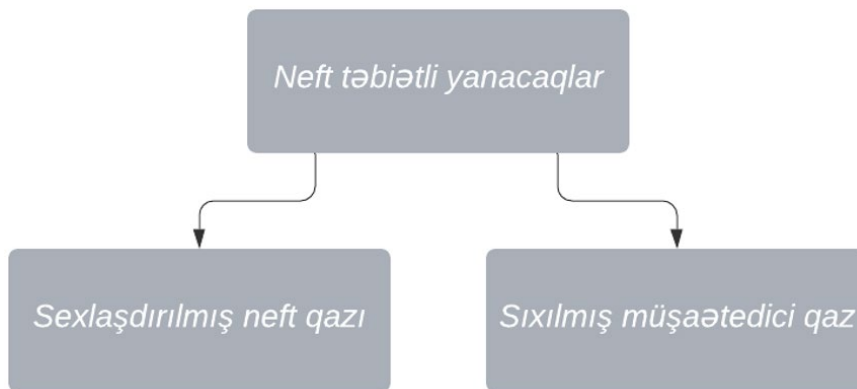 Neft təbiətli yanacaqlar
Sexlaşdırılmış neft qazı
Sıxılmış müşaətedici qaz